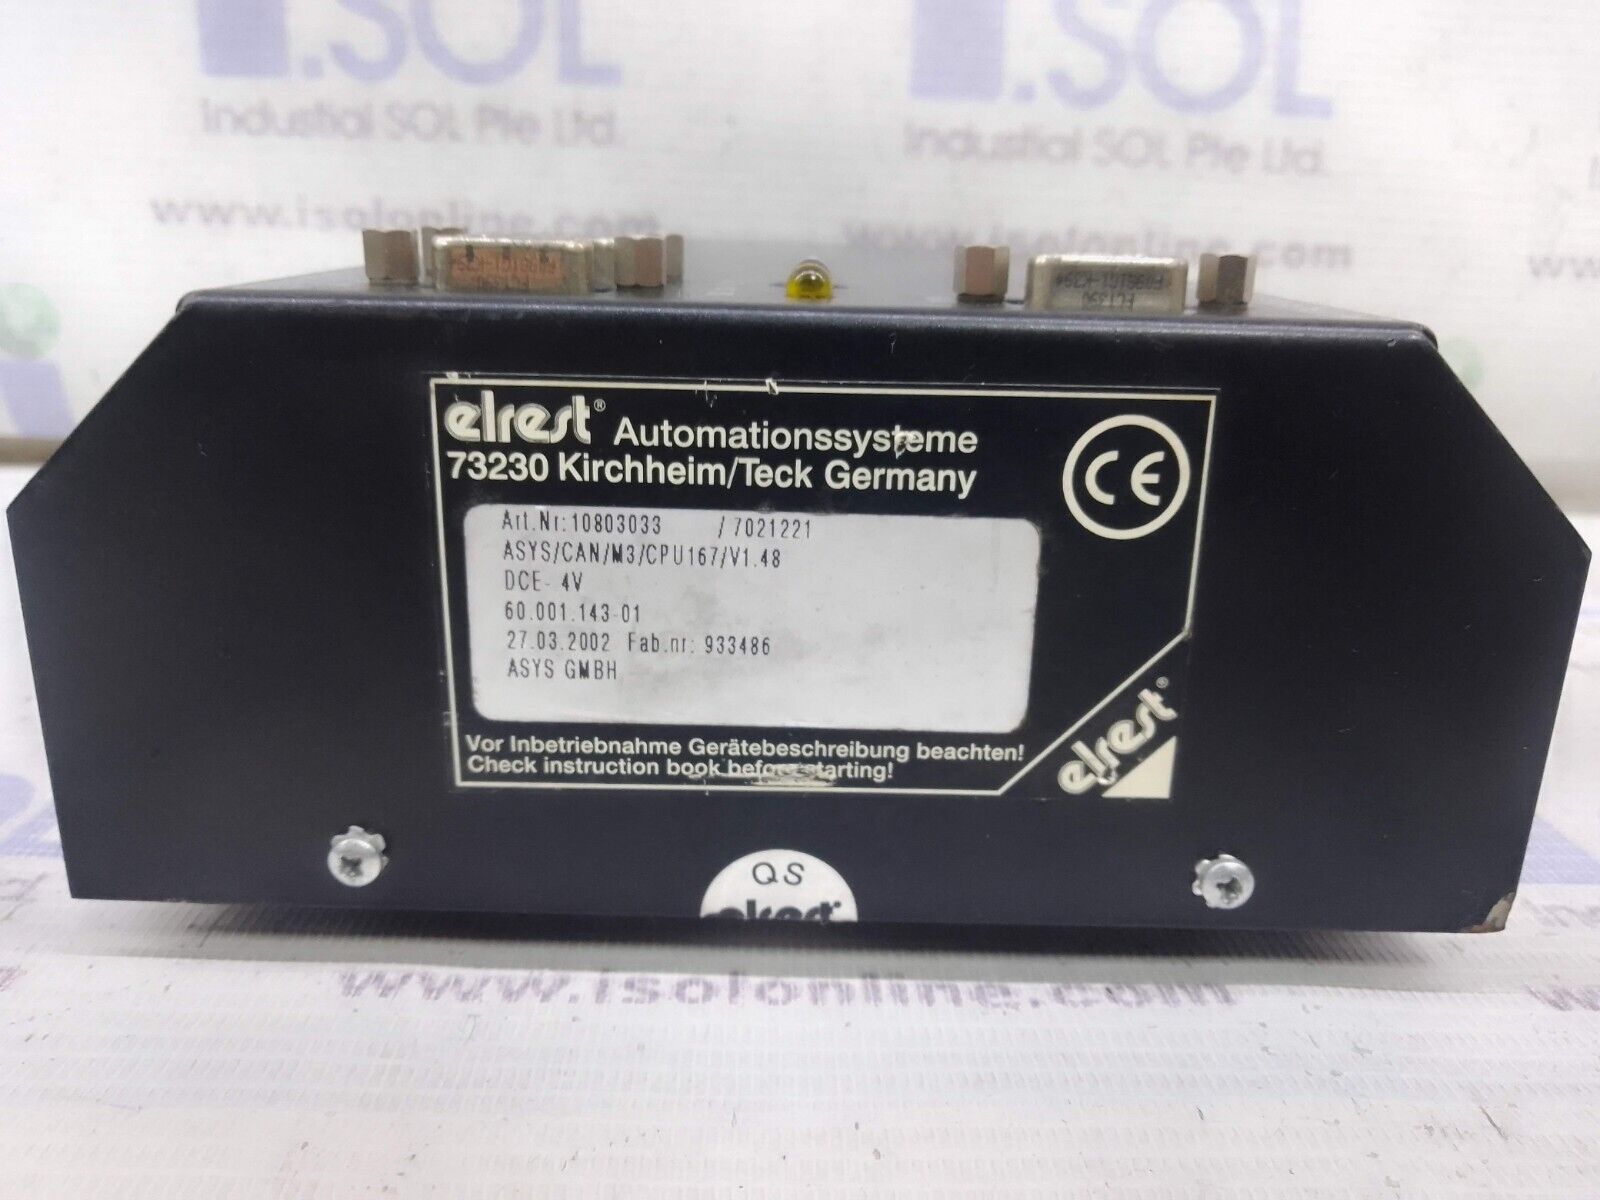 I.SOL I.SOL
Industial SOL Pte Ltd. Industial SOL Pte Ltd.
www.isolonline.com www.isolonline.com
elrest® Automationssysteme
73230 Kirchheim/Teck Germany
CE
Art.Nr:10803033 /7021221
ASYS/CAN/M3/CPU167/V1.48
DCE- 4V
60.001.143-01
27.03.2002 Fab.nr: 933486
ASYS GMBH
Vor Inbetriebnahme Gerätebeschreibung beachten!
Check instruction book before starting!
elrest®
QS
elrest
www.isolonline.com